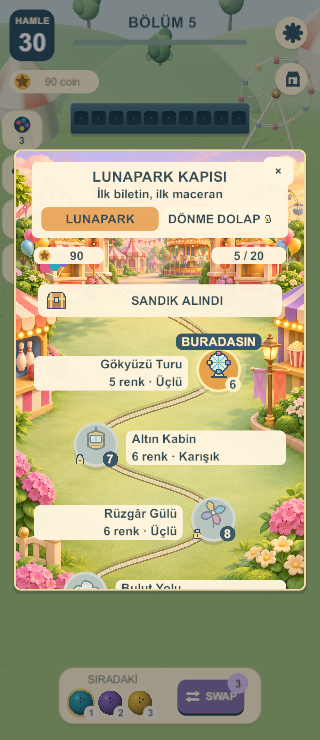 HAMLE
30
BÖLÜM 5
90 coin
3
LUNAPARK KAPISI
İlk biletin, ilk maceran
×
LUNAPARK
DÖNME DOLAP
90
5 / 20
SANDIK ALINDI
BURADASIN
Gökyüzü Turu
5 renk · Üçlü
6
Altın Kabin
6 renk · Karışık
7
Rüzgâr Gülü
6 renk · Üçlü
8
Bulut Yolu
SIRADAKİ
1
2
3
SWAP
3